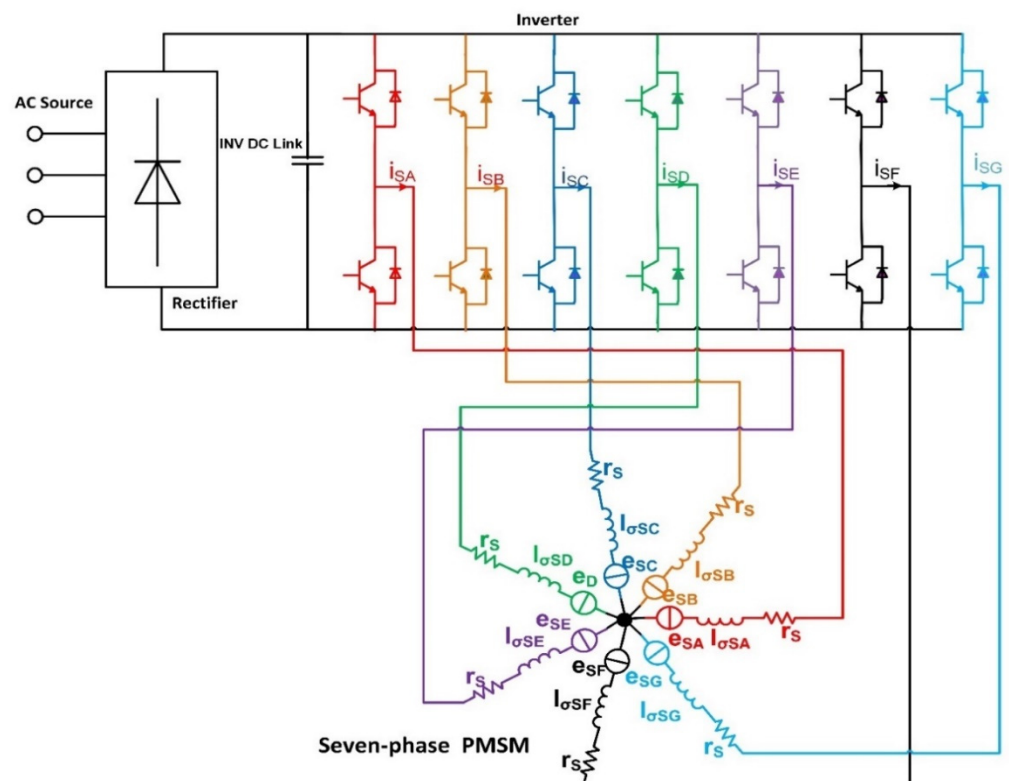 Inverter
AC Source
INV DC Link
Rectifier
iSA
iSB
iSC
iSD
iSE
iSF
iSG
rS
lσSC
eSC
rS
lσSB
eSB
rS
lσSD
eD
eSE
lσSE
rS
eSA
lσSA
rS
eSF
lσSF
rS
eSG
lσSG
rS
Seven-phase PMSM